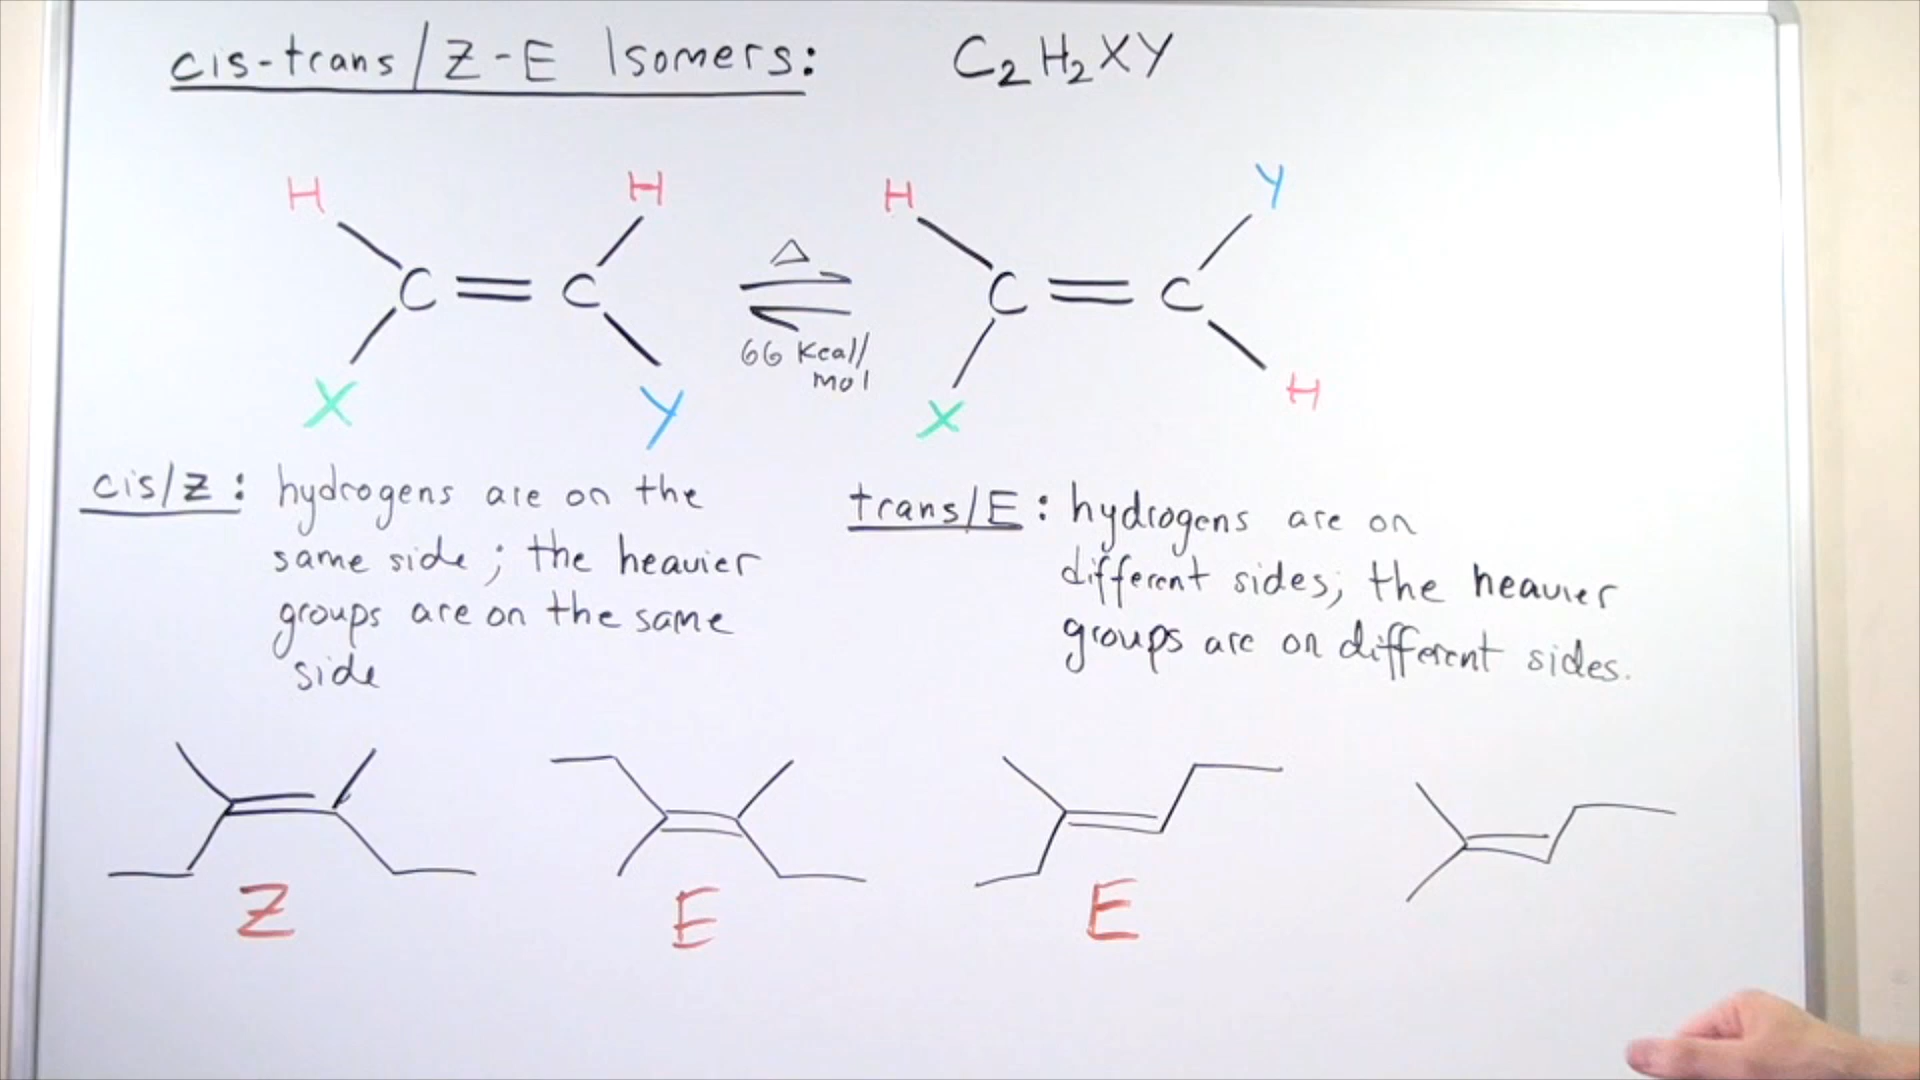 cis-trans/Z-E Isomers: C₂H₂XY
H H H Y
C=C Δ C=C
66 Kcal/
mol
X Y X H
cis/Z: hydrogens are on the
same side; the heavier
groups are on the same
side
trans/E: hydrogens are on
different sides; the heavier
groups are on different sides.
Z E E